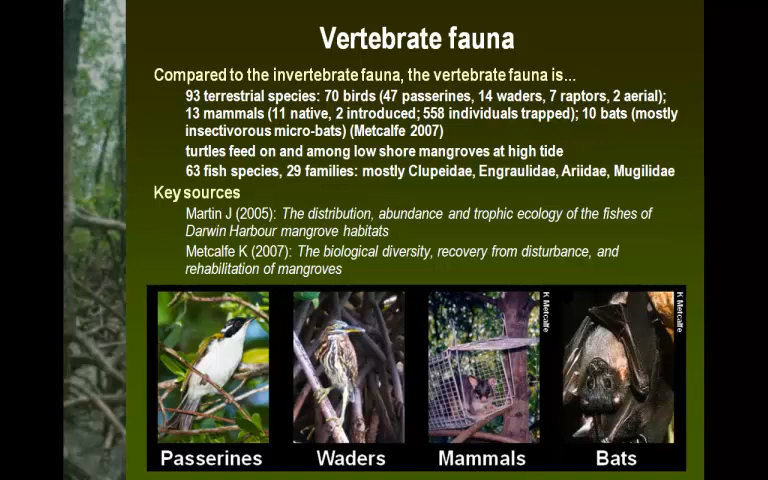 Vertebrate fauna
Compared to the invertebrate fauna, the vertebrate fauna is...
93 terrestrial species: 70 birds (47 passerines, 14 waders, 7 raptors, 2 aerial);
13 mammals (11 native, 2 introduced; 558 individuals trapped); 10 bats (mostly
insectivorous micro-bats) (Metcalfe 2007)
turtles feed on and among low shore mangroves at high tide
63 fish species, 29 families: mostly Clupeidae, Engraulidae, Ariidae, Mugilidae
Key sources
Martin J (2005): The distribution, abundance and trophic ecology of the fishes of
Darwin Harbour mangrove habitats
Metcalfe K (2007): The biological diversity, recovery from disturbance, and
rehabilitation of mangroves
K Metcalfe
K Metcalfe
Passerines
Waders
Mammals
Bats